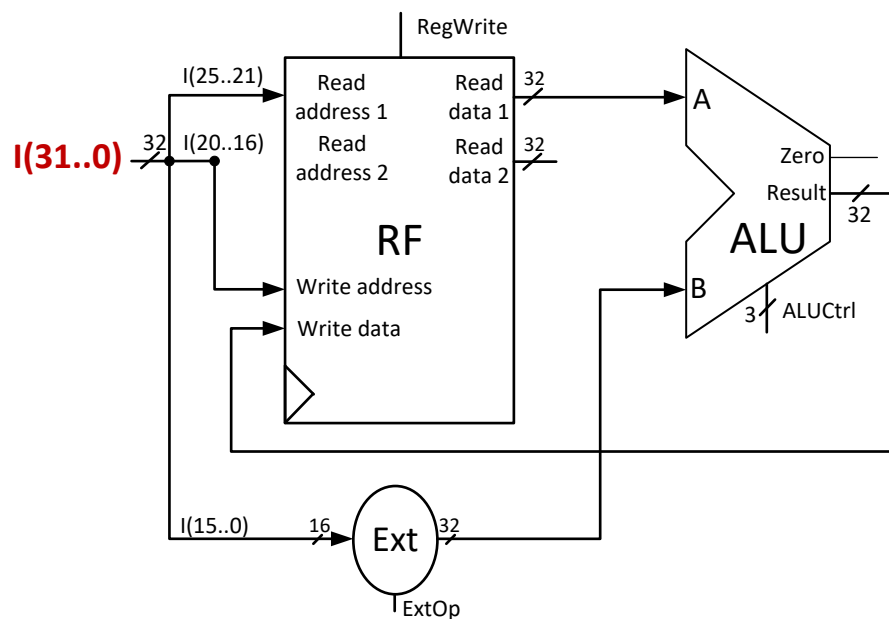 RegWrite
I(25..21)
Read
address 1
Read
data 1
32
A
I(31..0)
32
I(20..16)
Read
address 2
Read
data 2
32
Zero
Result
32
RF
ALU
Write address
B
Write data
3
ALUCtrl
I(15..0)
16
Ext
32
ExtOp